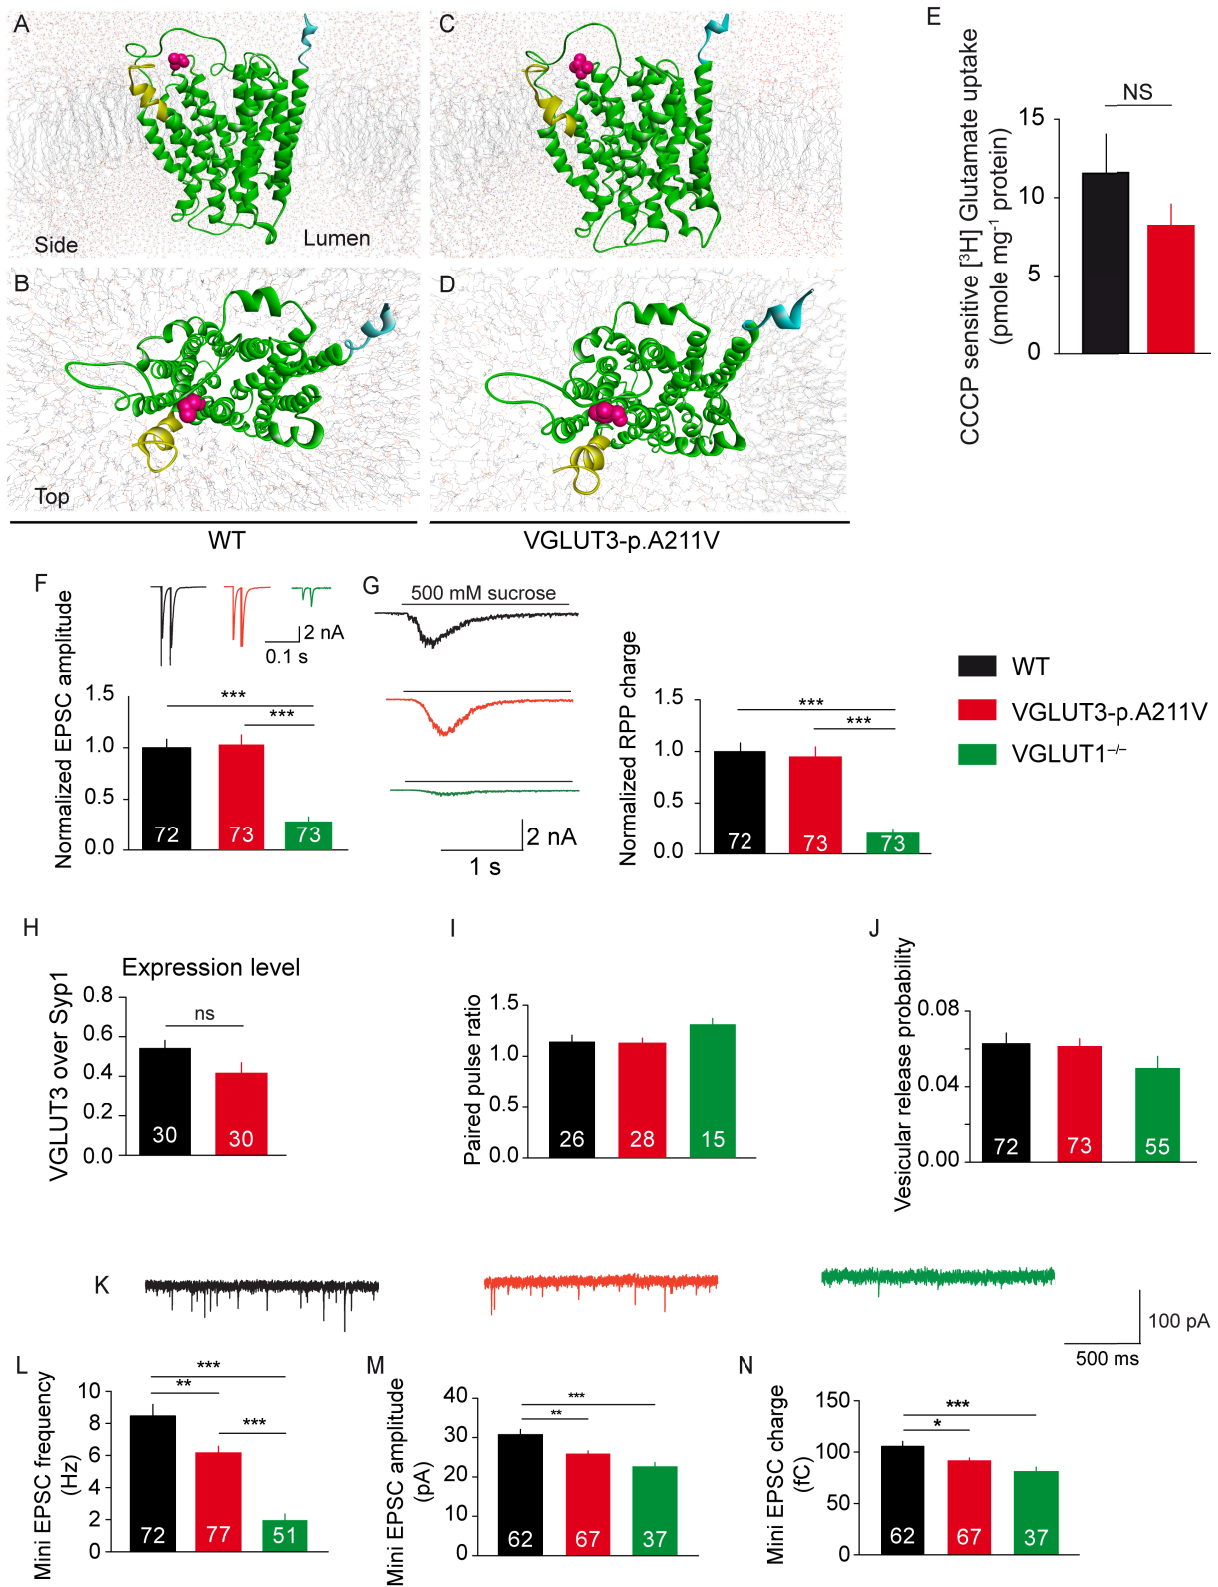 A
C
E
Side
Lumen
B
D
Top
WT
VGLUT3-p.A211V
CCCP sensitive [³H] Glutamate uptake
(pmole mg⁻¹ protein)
NS
15
10
5
0
F
Normalized EPSC amplitude
2 nA
0.1 s
1.5
1.0
0.5
0.0
***
***
72
73
73
G
500 mM sucrose
2 nA
1 s
Normalized RPP charge
1.5
1.0
0.5
0.0
***
***
72
73
73
WT
VGLUT3-p.A211V
VGLUT1⁻/⁻
H
Expression level
VGLUT3 over Syp1
0.8
0.6
0.4
0.2
0.0
ns
30
30
I
Paired pulse ratio
1.5
1.0
0.5
0.0
26
28
15
J
Vesicular release probability
0.08
0.04
0.00
72
73
55
K
100 pA
500 ms
L
Mini EPSC frequency
(Hz)
10
8
6
4
2
0
***
**
***
72
77
51
M
Mini EPSC amplitude
(pA)
40
30
20
10
0
***
**
62
67
37
N
Mini EPSC charge
(fC)
150
100
50
0
***
*
62
67
37